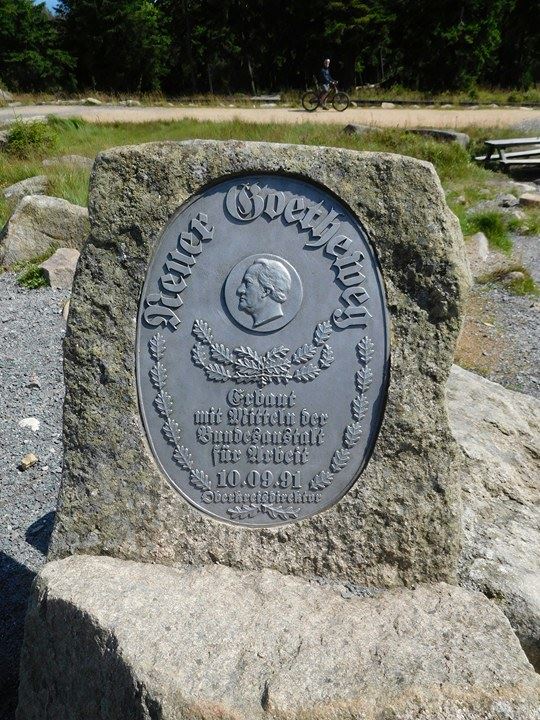 Neuer Goetheweg
Erbaut
mit Mitteln der
Bundesanstalt
für Arbeit
10.09.91
Oberkreisdirektor